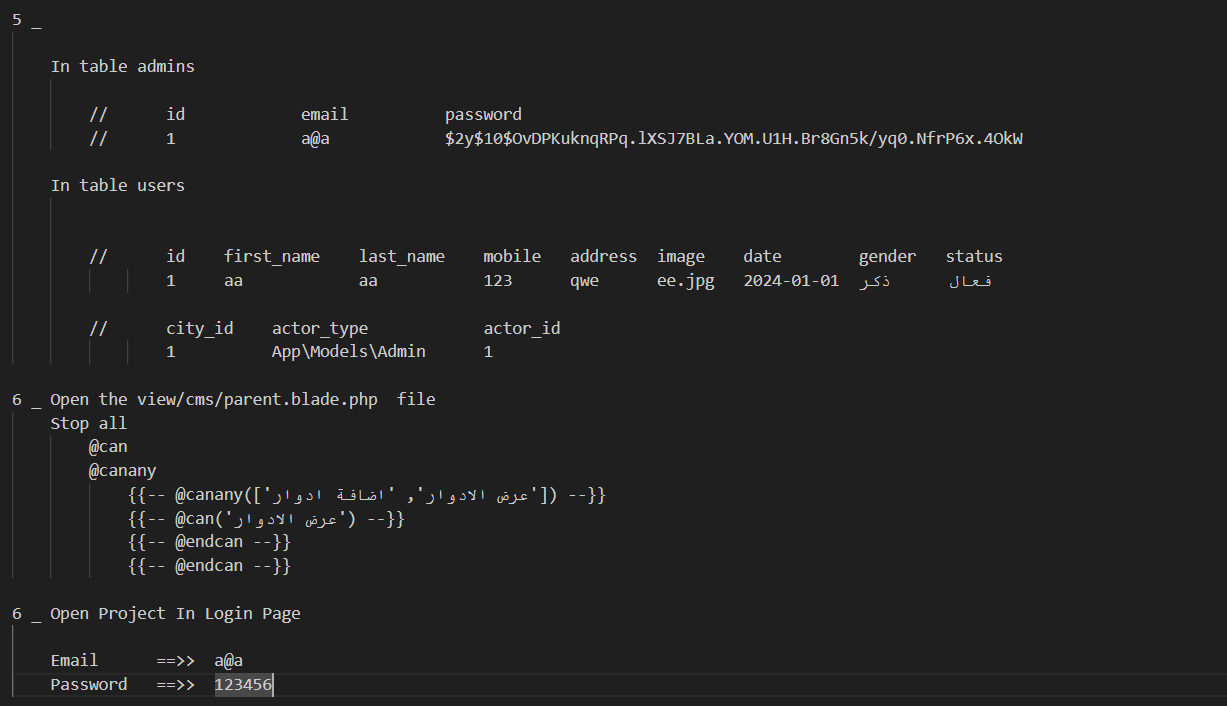 5 _
In table admins
// id email password
// 1 a@a $2y$10$OvDPKuknqRPq.lXSJ7BLa.YOM.U1H.Br8Gn5k/yq0.NfrP6x.4OkW
In table users
// id first_name last_name mobile address image date gender status
1 aa aa 123 qwe ee.jpg 2024-01-01 ذكر فعال
// city_id actor_type actor_id
1 App\Models\Admin 1
6 _ Open the view/cms/parent.blade.php file
Stop all
@can
@canany
{{-- @canany(['عرض الادوار', 'اضافة ادوار']) --}}
{{-- @can('عرض الادوار') --}}
{{-- @endcan --}}
{{-- @endcan --}}
6 _ Open Project In Login Page
Email ==>> a@a
Password ==>> 123456